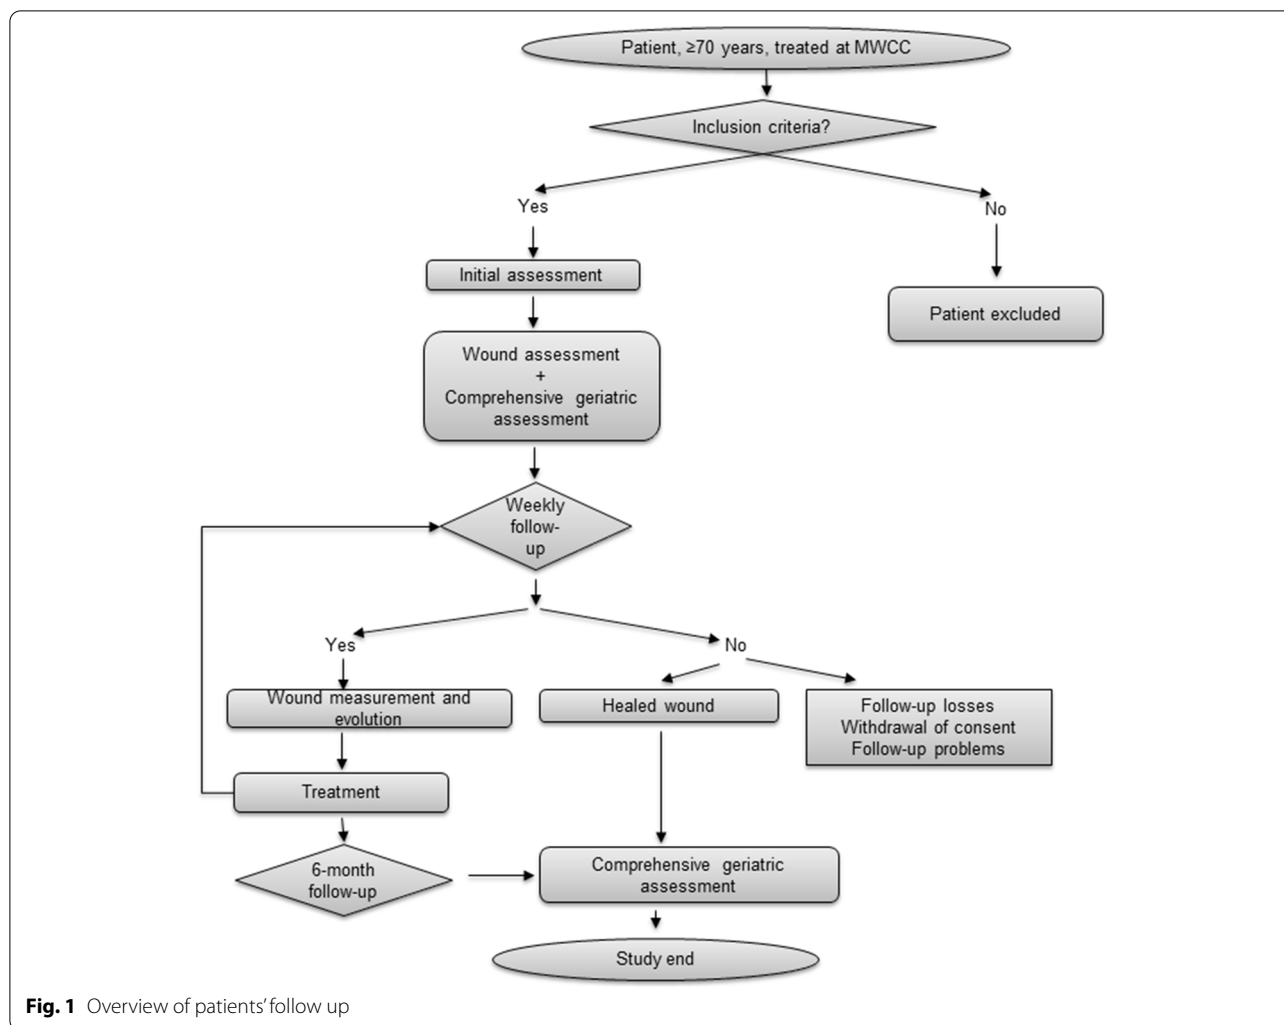 Patient, ≥70 years, treated at MWCC
Inclusion criteria?
Yes
No
Initial assessment
Patient excluded
Wound assessment
+
Comprehensive geriatric
assessment
Weekly
follow-
up
Yes
No
Wound measurement and
evolution
Healed wound
Follow-up losses
Withdrawal of consent
Follow-up problems
Treatment
6-month
follow-up
Comprehensive geriatric
assessment
Study end
Fig. 1 Overview of patients’ follow up